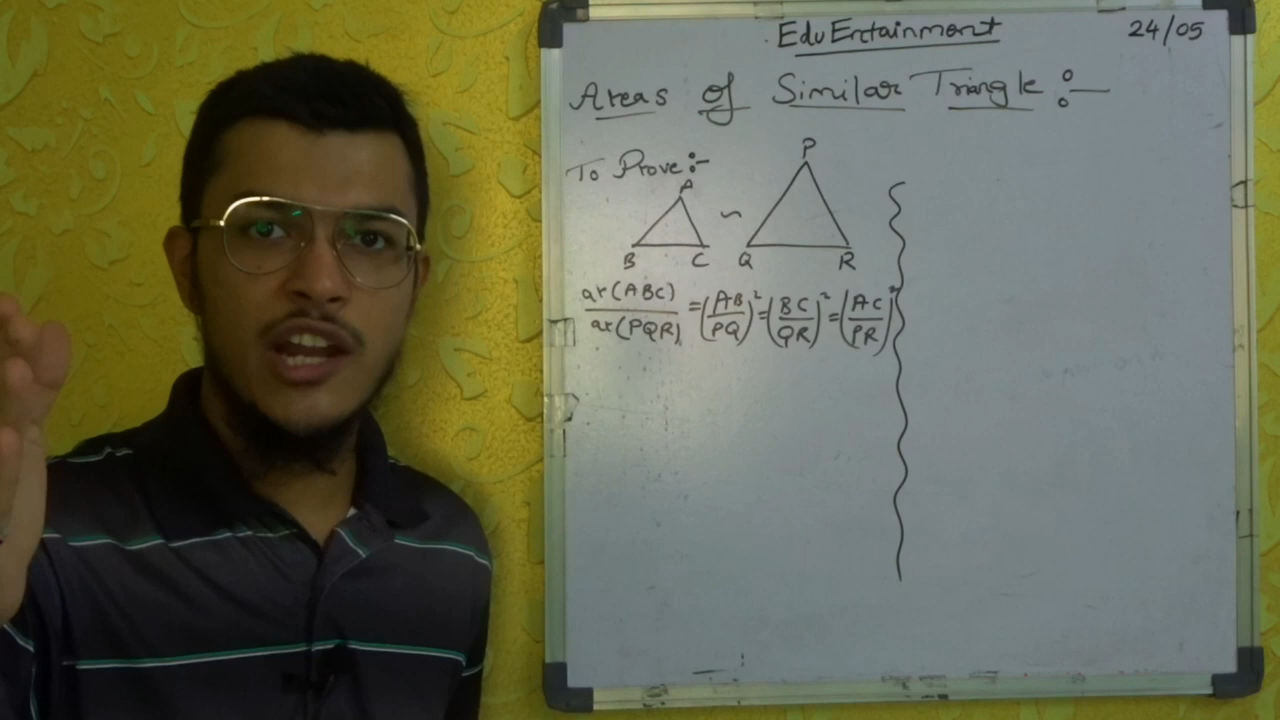 EduErctainment
24/05
Areas of Similar Triangle :—
To Prove :-
P
A
~
B C Q R
ar(ABC)/ar(PQR) = (AB/PQ)² = (BC/QR)² = (AC/PR)²